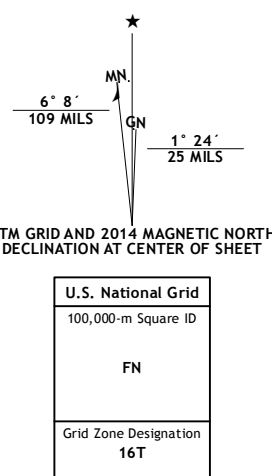 ★
MN.
6° 8´
109 MILS
GN
1° 24´
25 MILS
TM GRID AND 2014 MAGNETIC NORTH
DECLINATION AT CENTER OF SHEET
U.S. National Grid
100,000-m Square ID
FN
Grid Zone Designation
16T